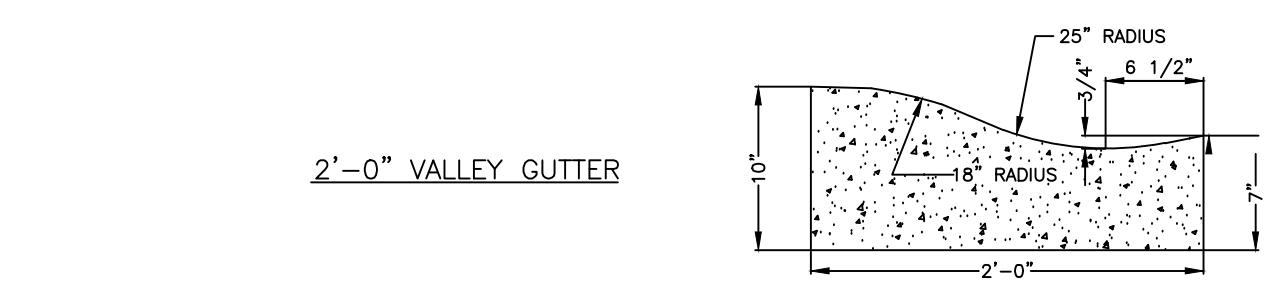 25" RADIUS
6 1/2"
3/4"
2'-0" VALLEY GUTTER
10"
18" RADIUS
7"
2'-0"